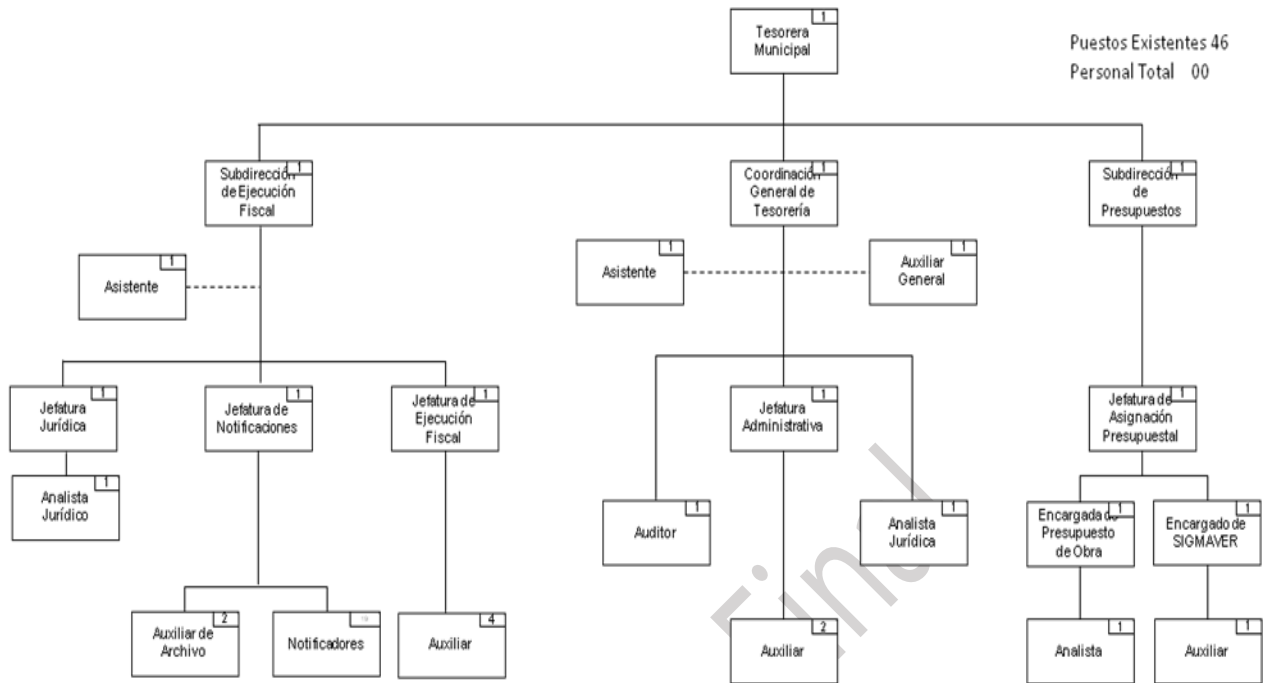 1
Tesorera
Municipal
Puestos Existentes 46
Personal Total 00
1
Subdirección
de Ejecución
Fiscal
1
Coordinación
General de
Tesorería
1
Subdirección
de
Presupuestos
1
Asistente
1
Asistente
1
Auxiliar
General
1
Jefatura
Jurídica
1
Jefatura de
Notificaciones
1
Jefatura de
Ejecución
Fiscal
1
Jefatura
Administrativa
1
Jefatura de
Asignación
Presupuestal
1
Analista
Jurídico
1
Auditor
1
Analista
Jurídica
1
Encargada de
Presupuesto
de Obra
1
Encargado de
SIGMAVER
2
Auxiliar de
Archivo
Notificadores
4
Auxiliar
2
Auxiliar
1
Analista
1
Auxiliar
Final